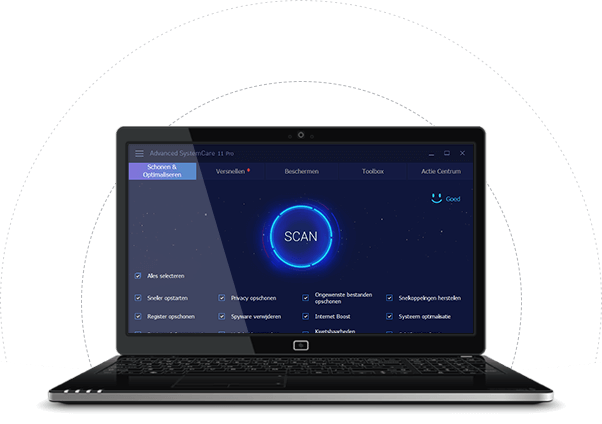 Advanced SystemCare 11 Pro
Schonen &
Optimaliseren
Versnellen
Beschermen
Toolbox
Actie Centrum
Goed
SCAN
Alles selecteren
Sneller opstarten
Privacy opschonen
Ongewenste bestanden
opschonen
Snelkoppelingen herstellen
Register opschonen
Spyware verwijderen
Internet Boost
Systeem optimalisatie
Kwetsbaarheden